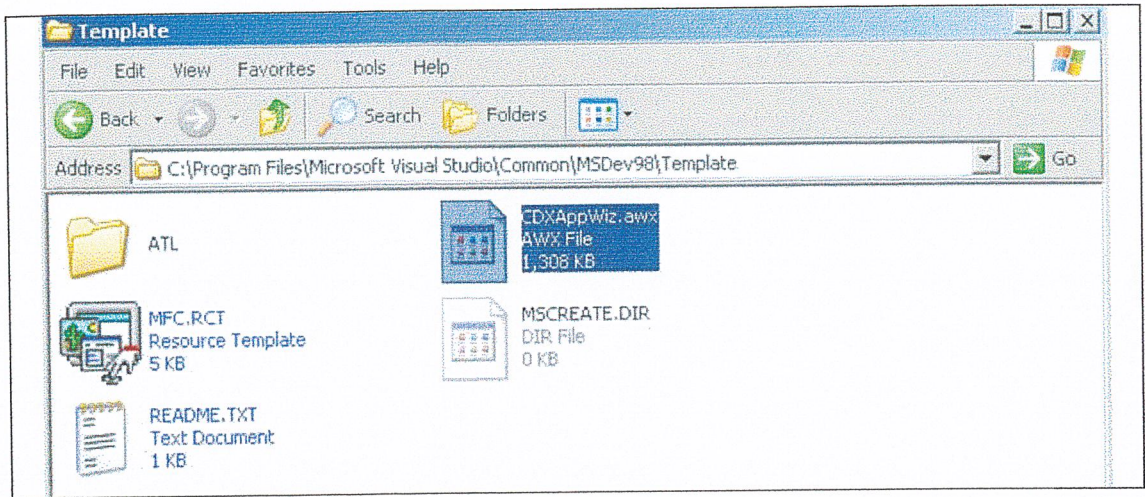 Template
File Edit View Favorites Tools Help
Back Search Folders
Address C:\Program Files\Microsoft Visual Studio\Common\MSDev98\Template Go
ATL
CDXAppWiz.awx
AWX File
1,308 KB
MFC.RCT
Resource Template
5 KB
MSCREATE.DIR
DIR File
0 KB
README.TXT
Text Document
1 KB